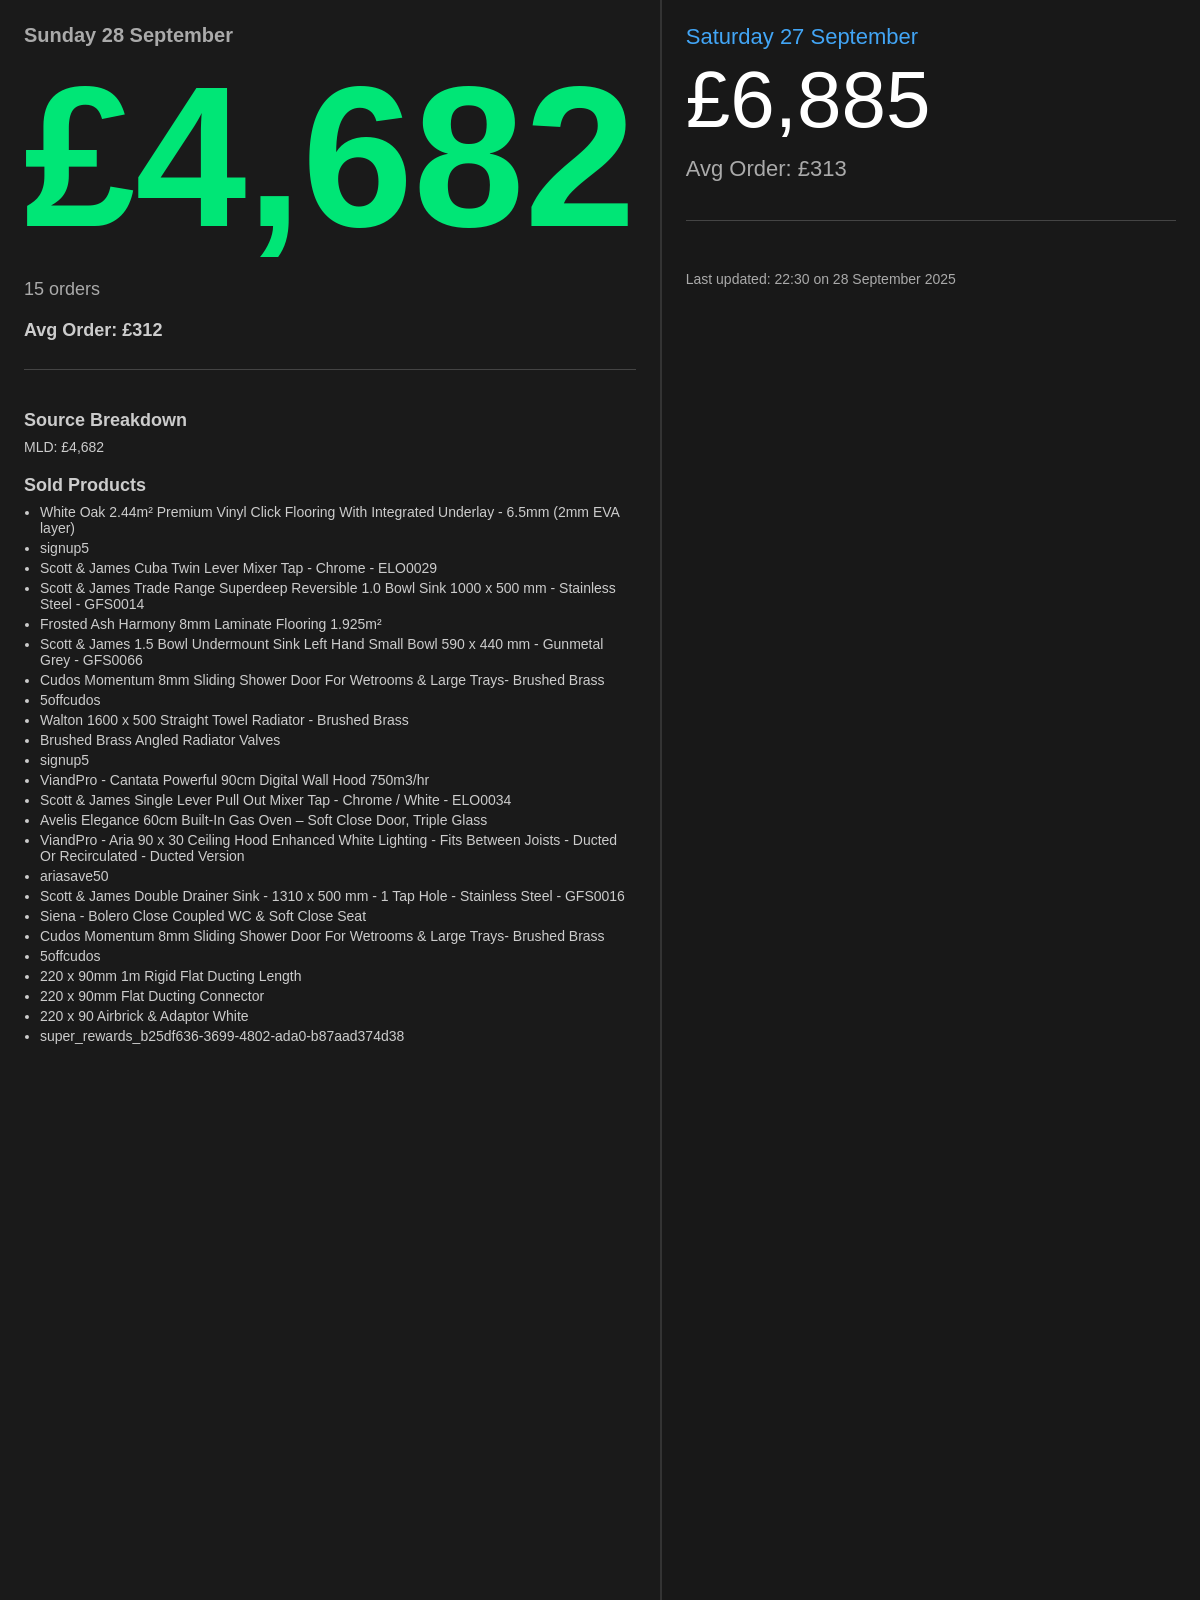 Sunday 28 September
£4,682
15 orders
Avg Order: £312
Source Breakdown
MLD: £4,682
Sold Products
• White Oak 2.44m² Premium Vinyl Click Flooring With Integrated Underlay - 6.5mm (2mm EVA
layer)
• signup5
• Scott & James Cuba Twin Lever Mixer Tap - Chrome - ELO0029
• Scott & James Trade Range Superdeep Reversible 1.0 Bowl Sink 1000 x 500 mm - Stainless
Steel - GFS0014
• Frosted Ash Harmony 8mm Laminate Flooring 1.925m²
• Scott & James 1.5 Bowl Undermount Sink Left Hand Small Bowl 590 x 440 mm - Gunmetal
Grey - GFS0066
• Cudos Momentum 8mm Sliding Shower Door For Wetrooms & Large Trays- Brushed Brass
• 5offcudos
• Walton 1600 x 500 Straight Towel Radiator - Brushed Brass
• Brushed Brass Angled Radiator Valves
• signup5
• ViandPro - Cantata Powerful 90cm Digital Wall Hood 750m3/hr
• Scott & James Single Lever Pull Out Mixer Tap - Chrome / White - ELO0034
• Avelis Elegance 60cm Built-In Gas Oven – Soft Close Door, Triple Glass
• ViandPro - Aria 90 x 30 Ceiling Hood Enhanced White Lighting - Fits Between Joists - Ducted
Or Recirculated - Ducted Version
• ariasave50
• Scott & James Double Drainer Sink - 1310 x 500 mm - 1 Tap Hole - Stainless Steel - GFS0016
• Siena - Bolero Close Coupled WC & Soft Close Seat
• Cudos Momentum 8mm Sliding Shower Door For Wetrooms & Large Trays- Brushed Brass
• 5offcudos
• 220 x 90mm 1m Rigid Flat Ducting Length
• 220 x 90mm Flat Ducting Connector
• 220 x 90 Airbrick & Adaptor White
• super_rewards_b25df636-3699-4802-ada0-b87aad374d38
Saturday 27 September
£6,885
Avg Order: £313
Last updated: 22:30 on 28 September 2025